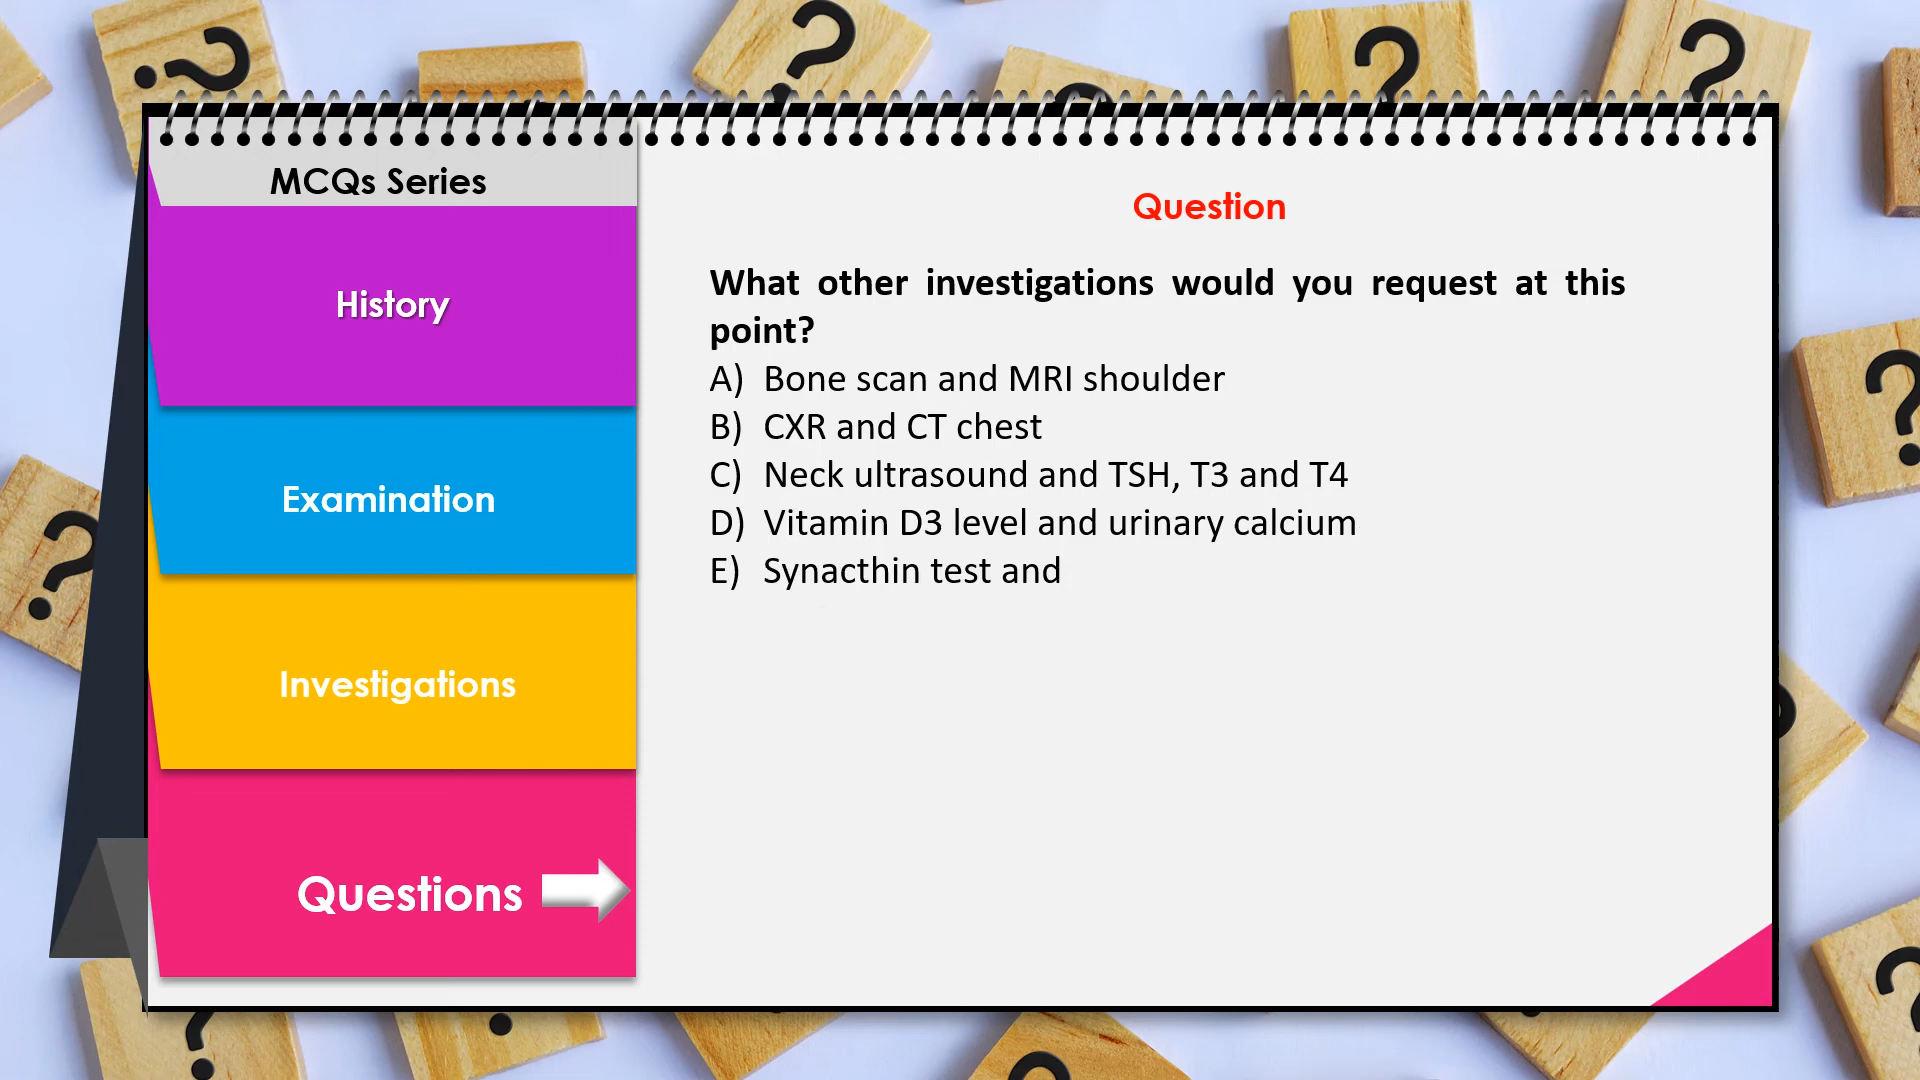 MCQs Series
History
Examination
Investigations
Questions
Question
What other investigations would you request at this
point?
A) Bone scan and MRI shoulder
B) CXR and CT chest
C) Neck ultrasound and TSH, T3 and T4
D) Vitamin D3 level and urinary calcium
E) Synacthin test and